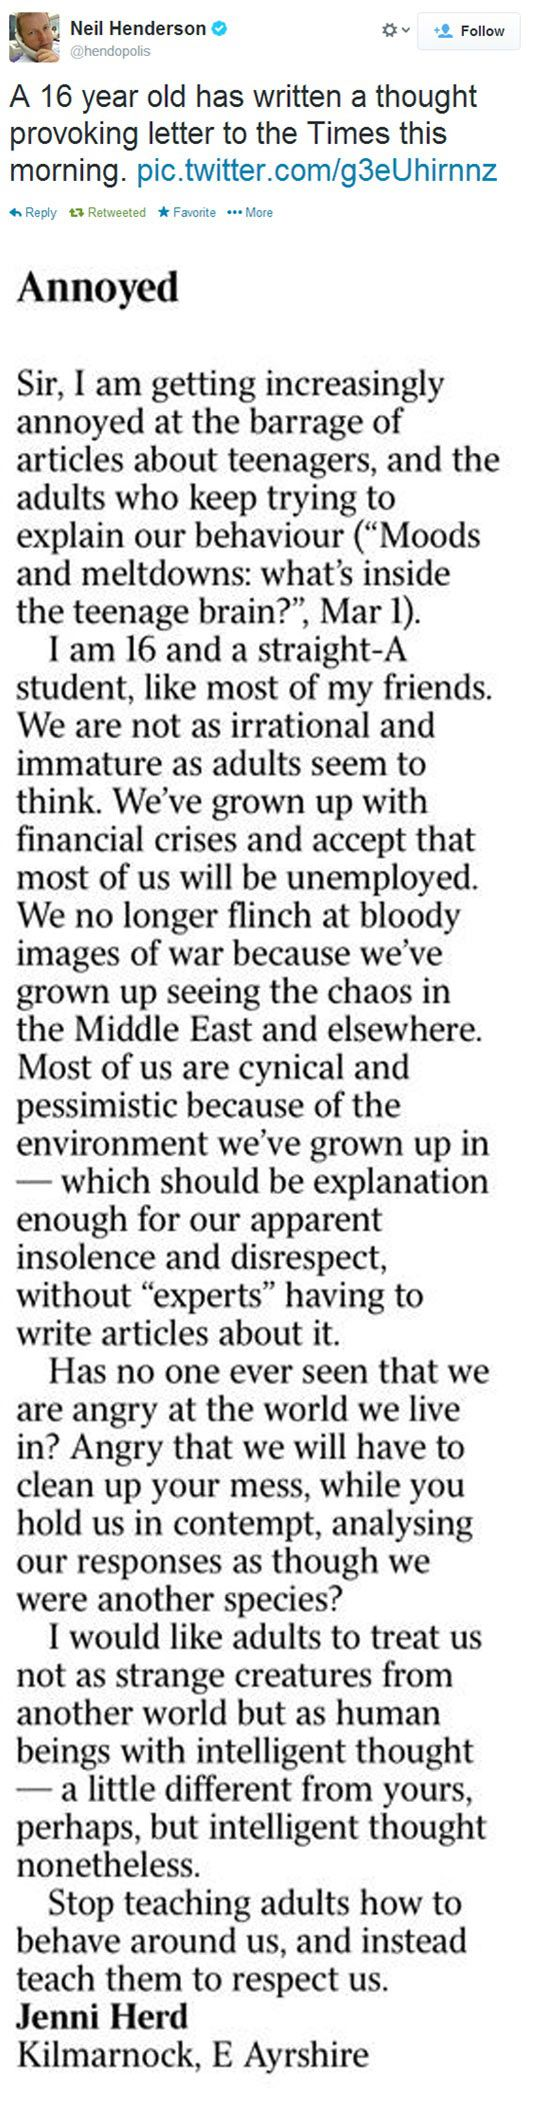 Neil Henderson
@hendopolis
Follow
A 16 year old has written a thought
provoking letter to the Times this
morning. pic.twitter.com/g3eUhirnnz
Reply Retweeted Favorite More
Annoyed
Sir, I am getting increasingly
annoyed at the barrage of
articles about teenagers, and the
adults who keep trying to
explain our behaviour (“Moods
and meltdowns: what’s inside
the teenage brain?”, Mar 1).
I am 16 and a straight-A
student, like most of my friends.
We are not as irrational and
immature as adults seem to
think. We’ve grown up with
financial crises and accept that
most of us will be unemployed.
We no longer flinch at bloody
images of war because we’ve
grown up seeing the chaos in
the Middle East and elsewhere.
Most of us are cynical and
pessimistic because of the
environment we’ve grown up in
— which should be explanation
enough for our apparent
insolence and disrespect,
without “experts” having to
write articles about it.
Has no one ever seen that we
are angry at the world we live
in? Angry that we will have to
clean up your mess, while you
hold us in contempt, analysing
our responses as though we
were another species?
I would like adults to treat us
not as strange creatures from
another world but as human
beings with intelligent thought
— a little different from yours,
perhaps, but intelligent thought
nonetheless.
Stop teaching adults how to
behave around us, and instead
teach them to respect us.
Jenni Herd
Kilmarnock, E Ayrshire